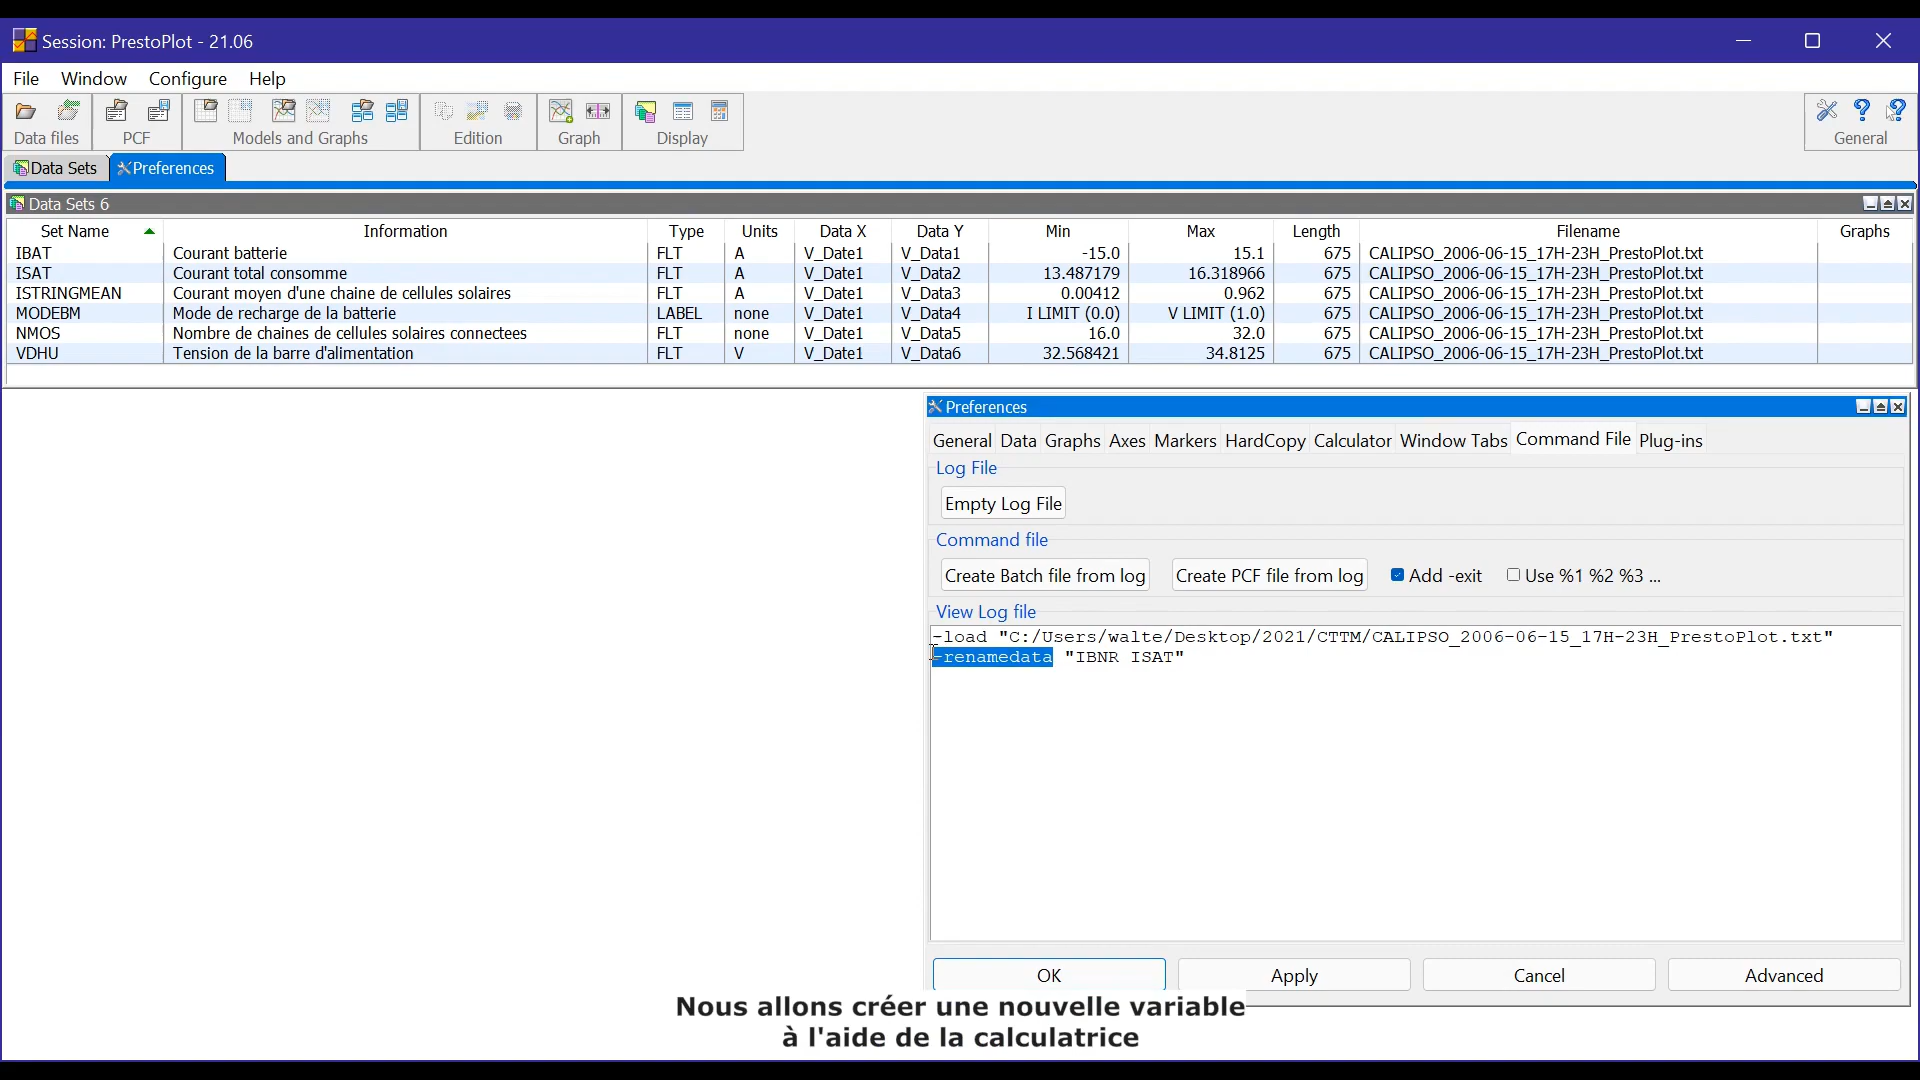 Session: PrestoPlot - 21.06
File Window Configure Help
Data files PCF Models and Graphs Edition Graph Display General
Data Sets Preferences
Data Sets 6
Set Name Information Type Units Data X Data Y Min Max Length Filename Graphs
IBAT Courant batterie FLT A V_Date1 V_Data1 -15.0 15.1 675 CALIPSO_2006-06-15_17H-23H_PrestoPlot.txt
ISAT Courant total consomme FLT A V_Date1 V_Data2 13.487179 16.318966 675 CALIPSO_2006-06-15_17H-23H_PrestoPlot.txt
ISTRINGMEAN Courant moyen d'une chaine de cellules solaires FLT A V_Date1 V_Data3 0.00412 0.962 675 CALIPSO_2006-06-15_17H-23H_PrestoPlot.txt
MODEBM Mode de recharge de la batterie LABEL none V_Date1 V_Data4 I LIMIT (0.0) V LIMIT (1.0) 675 CALIPSO_2006-06-15_17H-23H_PrestoPlot.txt
NMOS Nombre de chaines de cellules solaires connectees FLT none V_Date1 V_Data5 16.0 32.0 675 CALIPSO_2006-06-15_17H-23H_PrestoPlot.txt
VDHU Tension de la barre d'alimentation FLT V V_Date1 V_Data6 32.568421 34.8125 675 CALIPSO_2006-06-15_17H-23H_PrestoPlot.txt
Preferences
General Data Graphs Axes Markers HardCopy Calculator Window Tabs Command File Plug-ins
Log File
Empty Log File
Command file
Create Batch file from log Create PCF file from log Add -exit Use %1 %2 %3 ...
View Log file
-load "C:/Users/walte/Desktop/2021/CTTM/CALIPSO_2006-06-15_17H-23H_PrestoPlot.txt"
-renamedata "IBNR ISAT"
OK Apply Cancel Advanced
Nous allons créer une nouvelle variable
à l'aide de la calculatrice